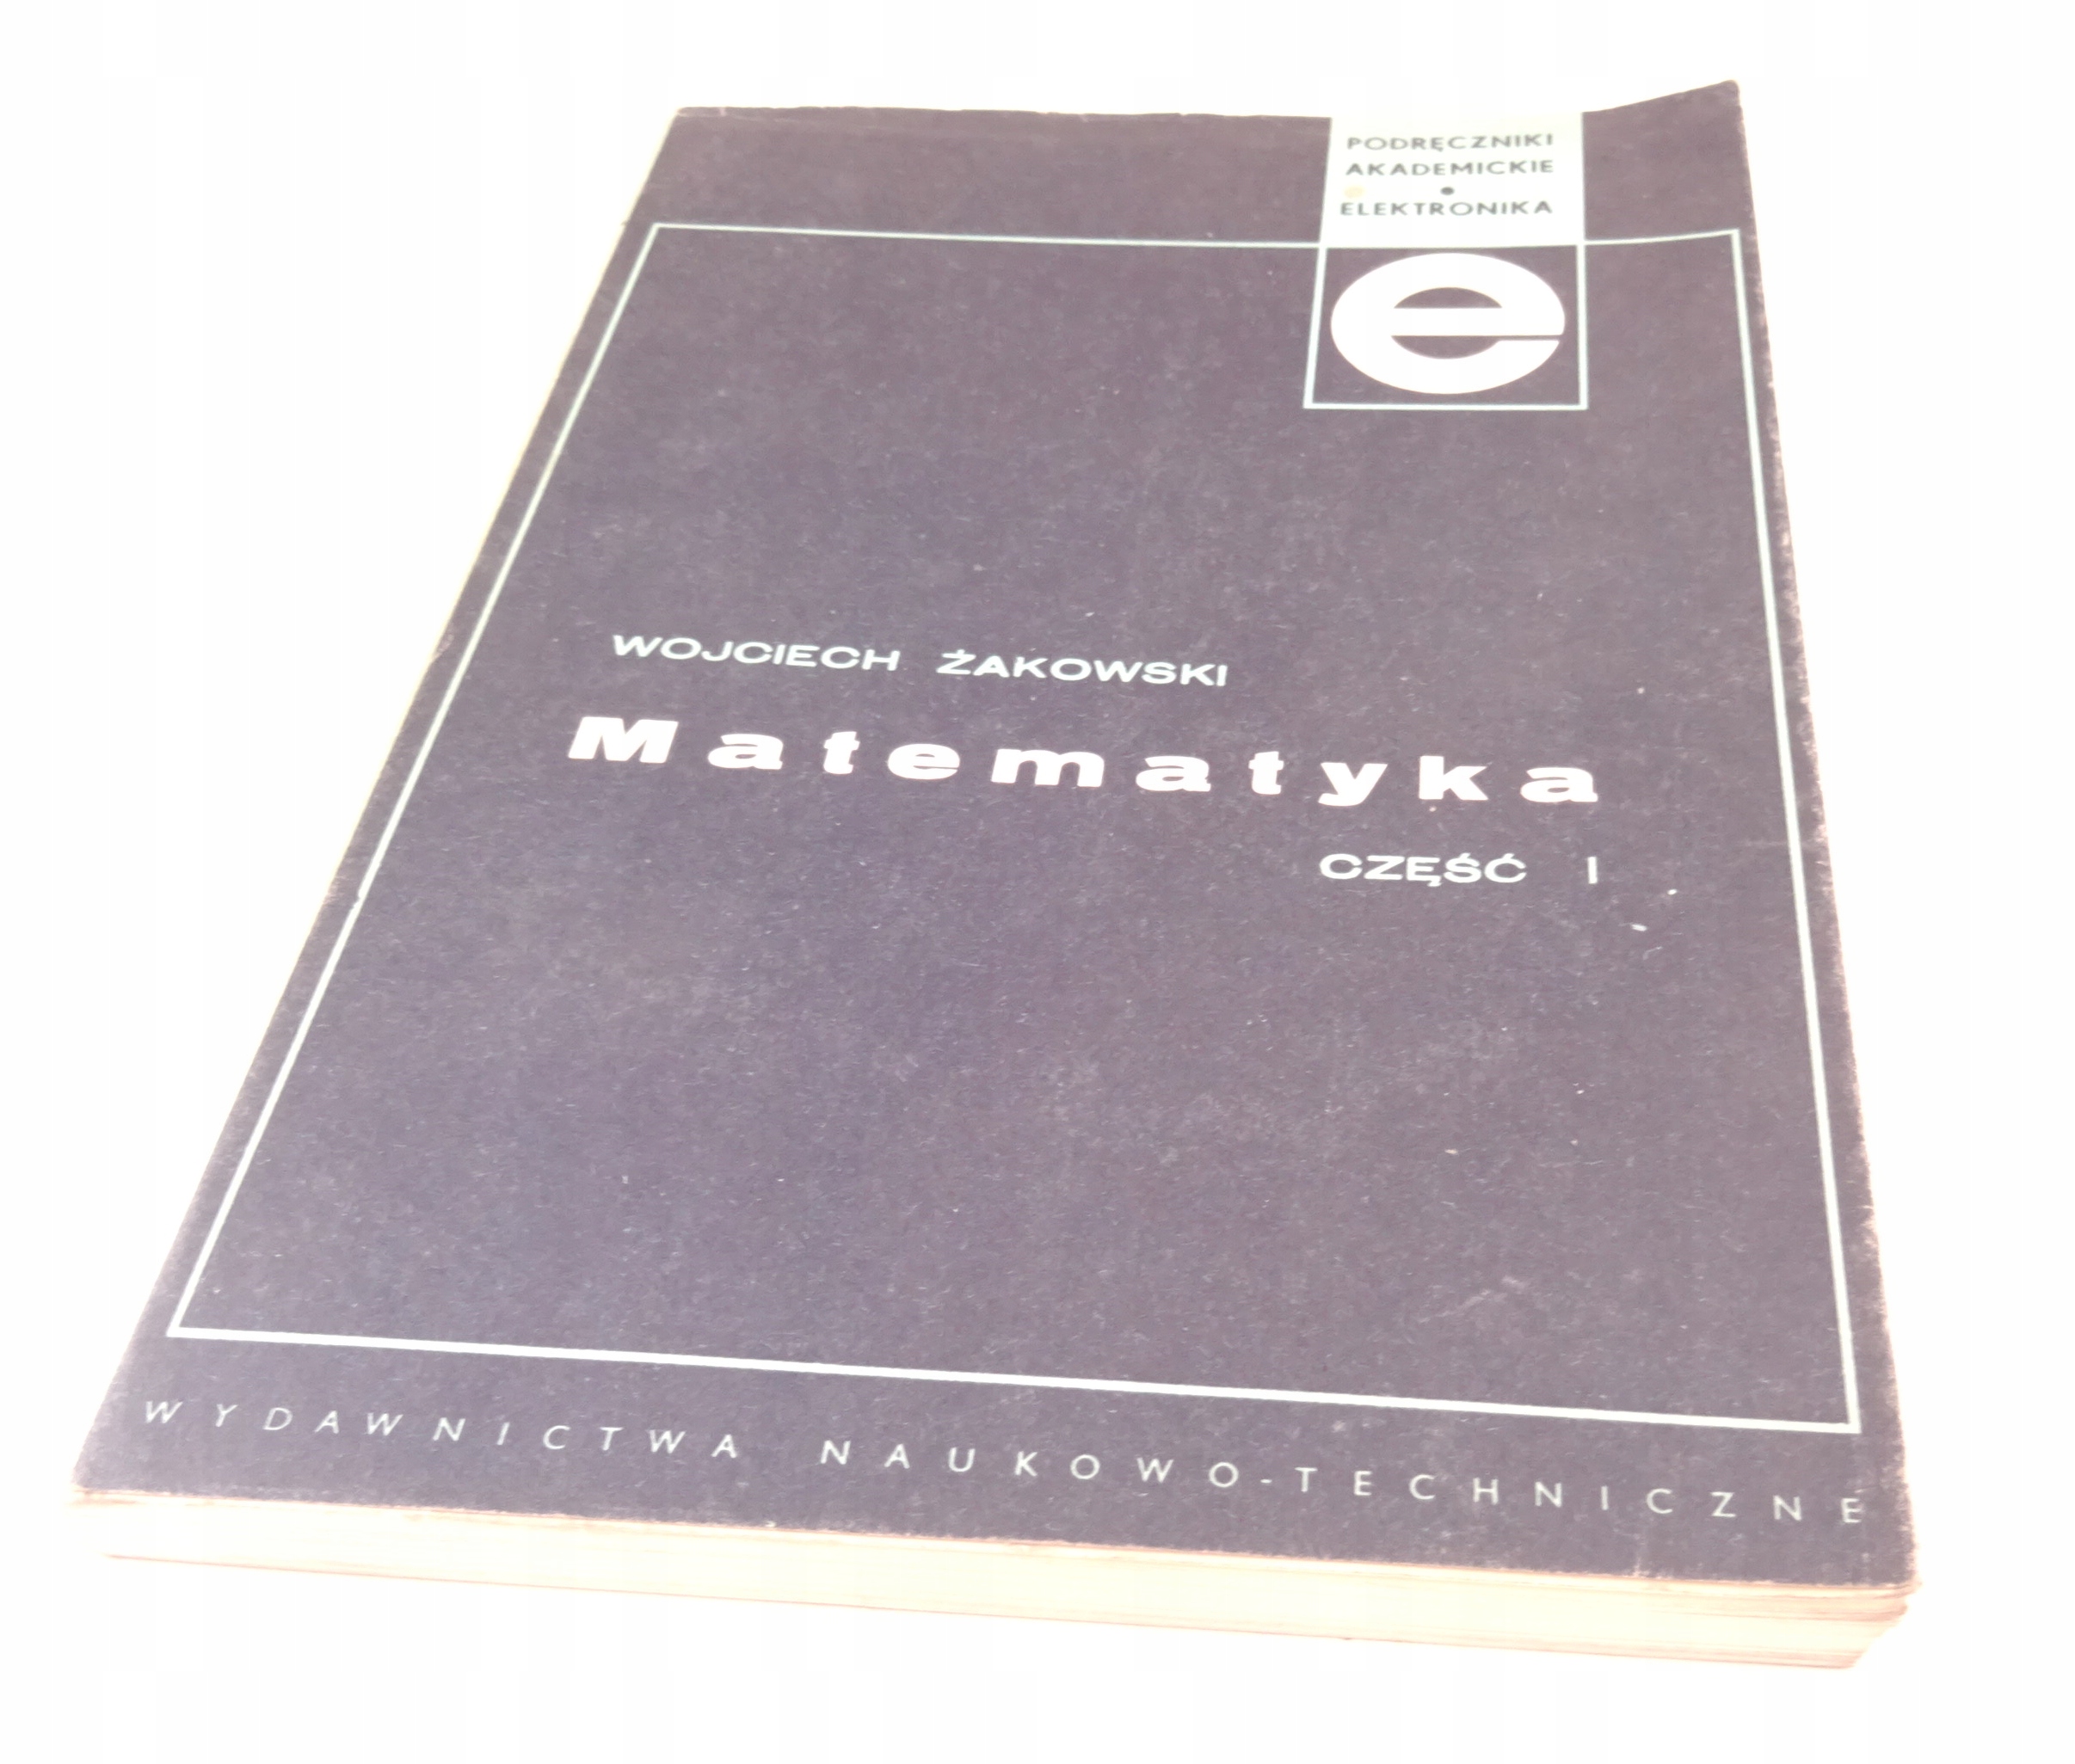 PODRĘCZNIKI
AKADEMICKIE
•
ELEKTRONIKA
e
WOJCIECH ŻAKOWSKI
Matematyka
CZĘŚĆ I
WYDAWNICTWA NAUKOWO-TECHNICZNE